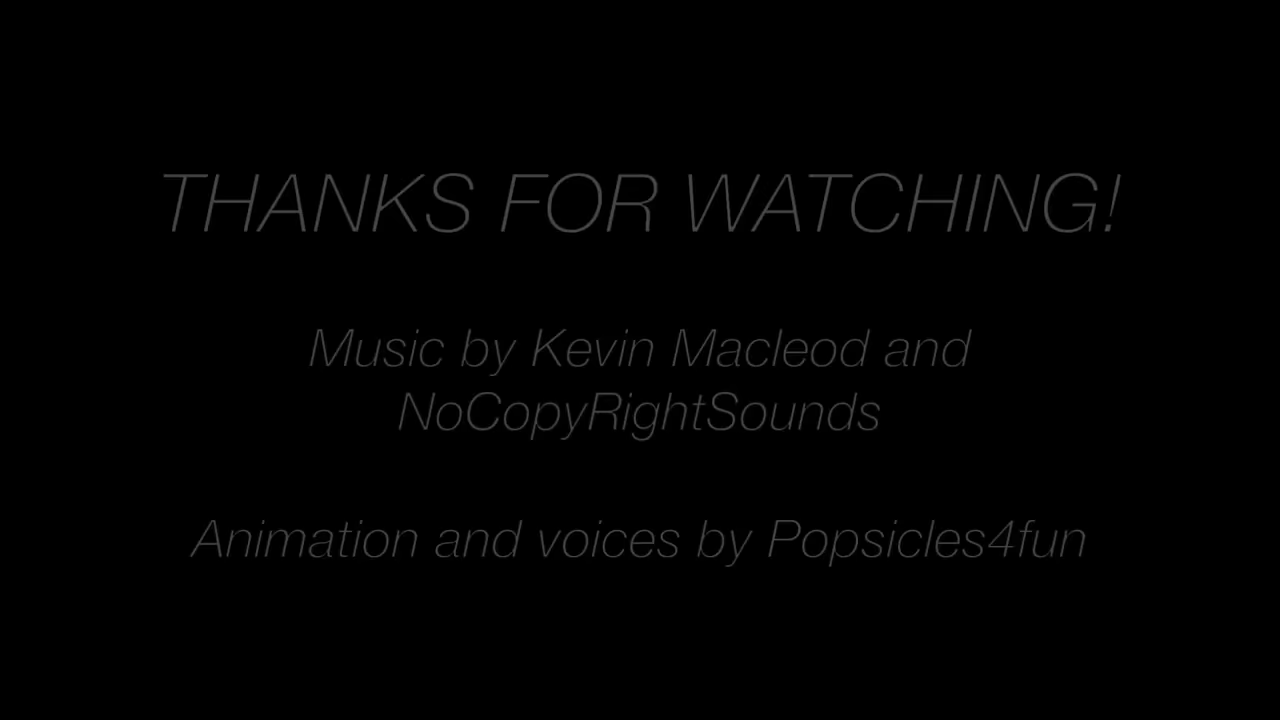 THANKS FOR WATCHING!
Music by Kevin Macleod and
NoCopyRightSounds
Animation and voices by Popsicles4fun